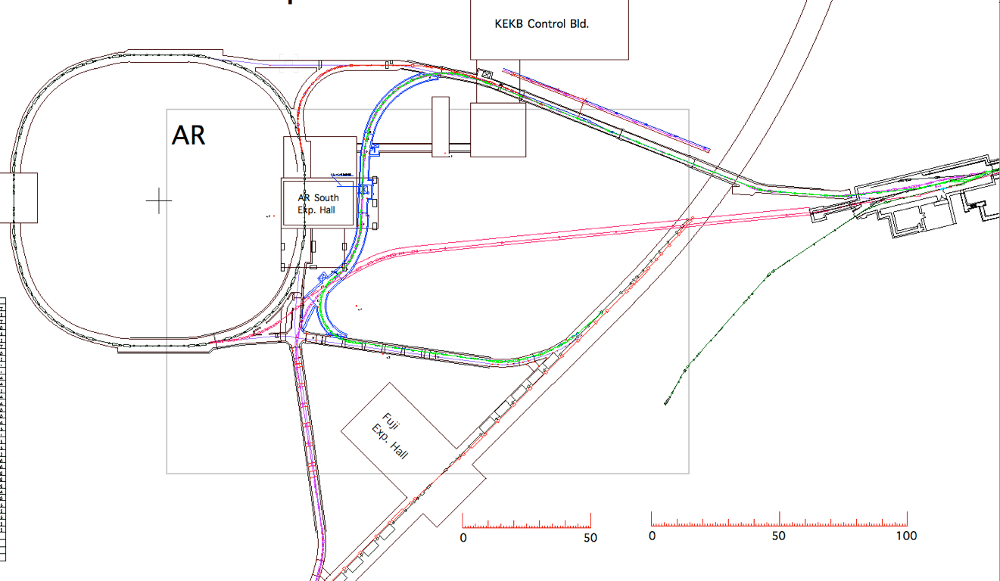 KEKB Control Bld.
AR
AR South
Exp. Hall
Fuji
Exp. Hall
0 50
0 50 100